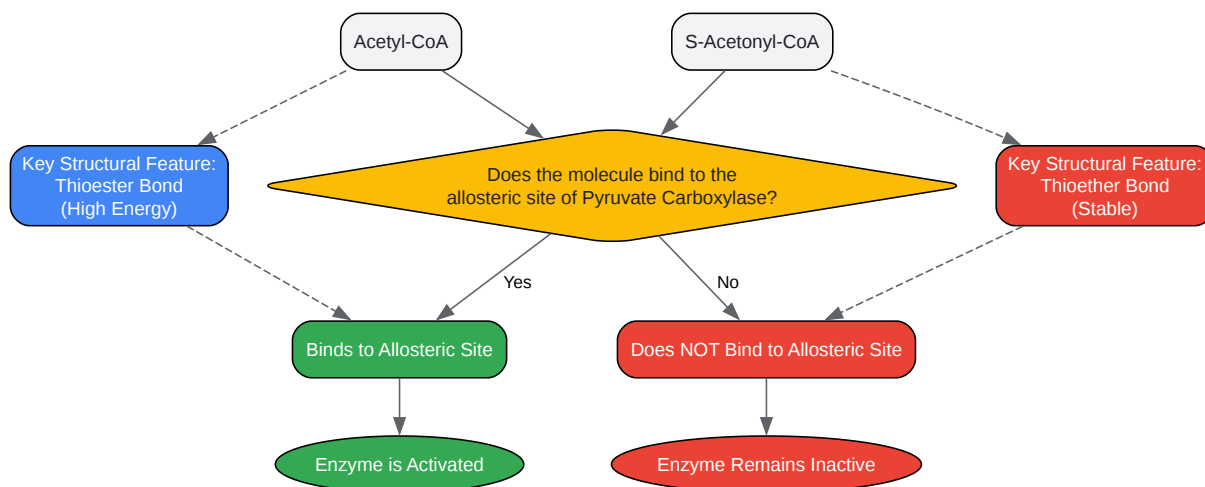 Acetyl-CoA
S-Acetonyl-CoA
Key Structural Feature:
Thioester Bond
(High Energy)
Does the molecule bind to the
allosteric site of Pyruvate Carboxylase?
Key Structural Feature:
Thioether Bond
(Stable)
Yes
No
Binds to Allosteric Site
Does NOT Bind to Allosteric Site
Enzyme is Activated
Enzyme Remains Inactive